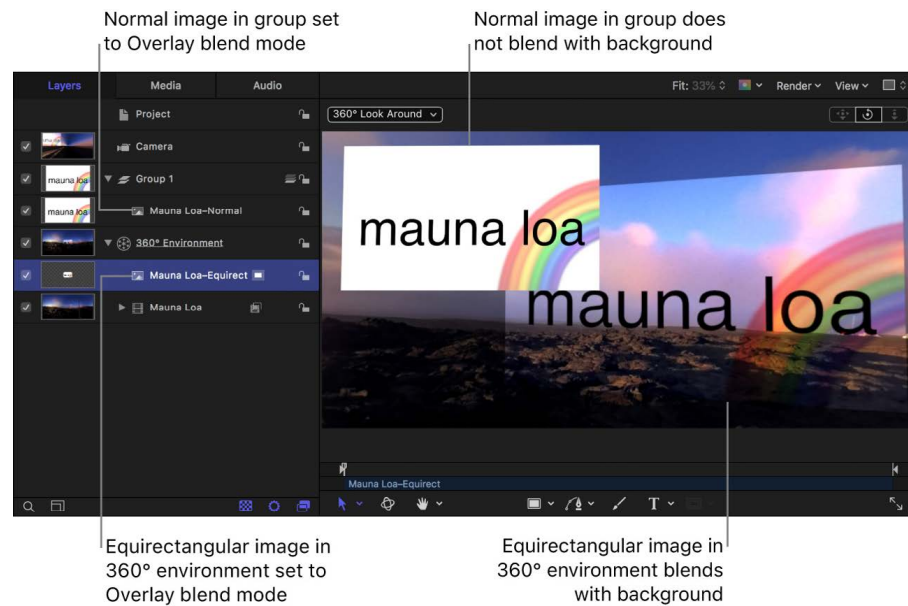 Normal image in group set
to Overlay blend mode
Normal image in group does
not blend with background
Layers
Media
Audio
Fit: 33%
Render
View
Project
360° Look Around
Camera
mauna loa
Group 1
mauna loa
Mauna Loa–Normal
360° Environment
Mauna Loa–Equirect
Mauna Loa
mauna loa
mauna loa
Mauna Loa–Equirect
T
Equirectangular image in
360° environment set to
Overlay blend mode
Equirectangular image in
360° environment blends
with background